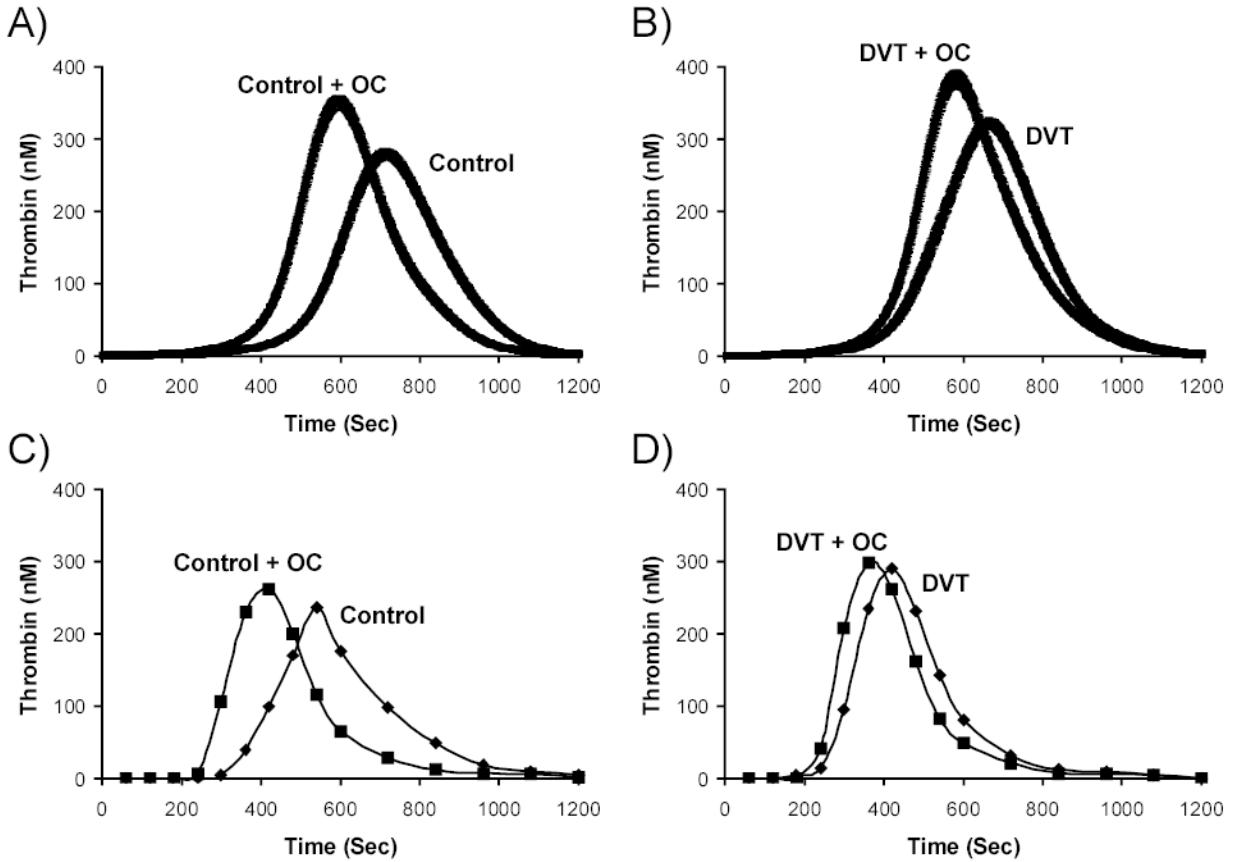 A)
Control + OC
Control
Thrombin (nM)
400
300
200
100
0
0 200 400 600 800 1000 1200
Time (Sec)
B)
DVT + OC
DVT
Thrombin (nM)
400
300
200
100
0
0 200 400 600 800 1000 1200
Time (Sec)
C)
Control + OC
Control
Thrombin (nM)
400
300
200
100
0
0 200 400 600 800 1000 1200
Time (Sec)
D)
DVT + OC
DVT
Thrombin (nM)
400
300
200
100
0
0 200 400 600 800 1000 1200
Time (Sec)